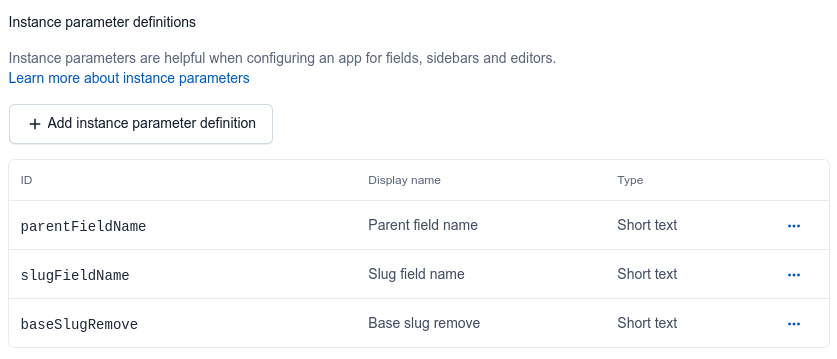 Instance parameter definitions
Instance parameters are helpful when configuring an app for fields, sidebars and editors.
Learn more about instance parameters
+ Add instance parameter definition
ID Display name Type
parentFieldName Parent field name Short text
slugFieldName Slug field name Short text
baseSlugRemove Base slug remove Short text